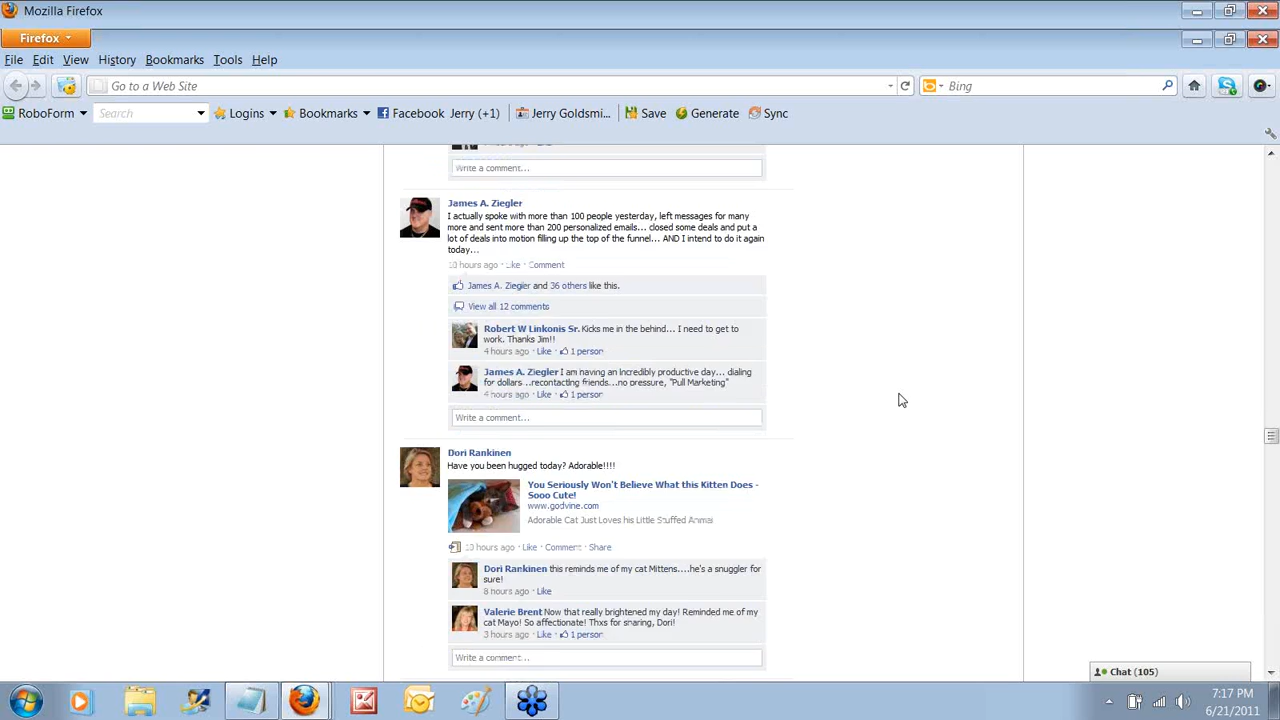 Mozilla Firefox
Firefox
File Edit View History Bookmarks Tools Help
Go to a Web Site
Bing
RoboForm Search Logins Bookmarks Facebook Jerry (+1) Jerry Goldsmi... Save Generate Sync
Write a comment...
James A. Ziegler
I actually spoke with more than 100 people yesterday, left messages for many
more and sent more than 200 personalized emails... closed some deals and put a
lot of deals into motion filling up the top of the funnel... AND I intend to do it again
today...
10 hours ago · Like · Comment
James A. Ziegler and 36 others like this.
View all 12 comments
Robert W Linkonis Sr. Kicks me in the behind... I need to get to
work. Thanks Jim!!
4 hours ago · Like · 1 person
James A. Ziegler I am having an incredibly productive day... dialing
for dollars ...recontacting friends...no pressure, "Pull Marketing"
4 hours ago · Like · 1 person
Write a comment...
Dori Rankinen
Have you been hugged today? Adorable!!!!
You Seriously Won't Believe What this Kitten Does -
Sooo Cute!
www.godvine.com
Adorable Cat Just Loves his Little Stuffed Animal
10 hours ago · Like · Comment · Share
Dori Rankinen this reminds me of my cat Mittens....he's a snuggler for
sure!
8 hours ago · Like
Valerie Brent Now that really brightened my day! Reminded me of my
cat Mayo! So affectionate! Thxs for sharing, Dori!
3 hours ago · Like · 1 person
Write a comment...
Chat (105)
7:17 PM
6/21/2011